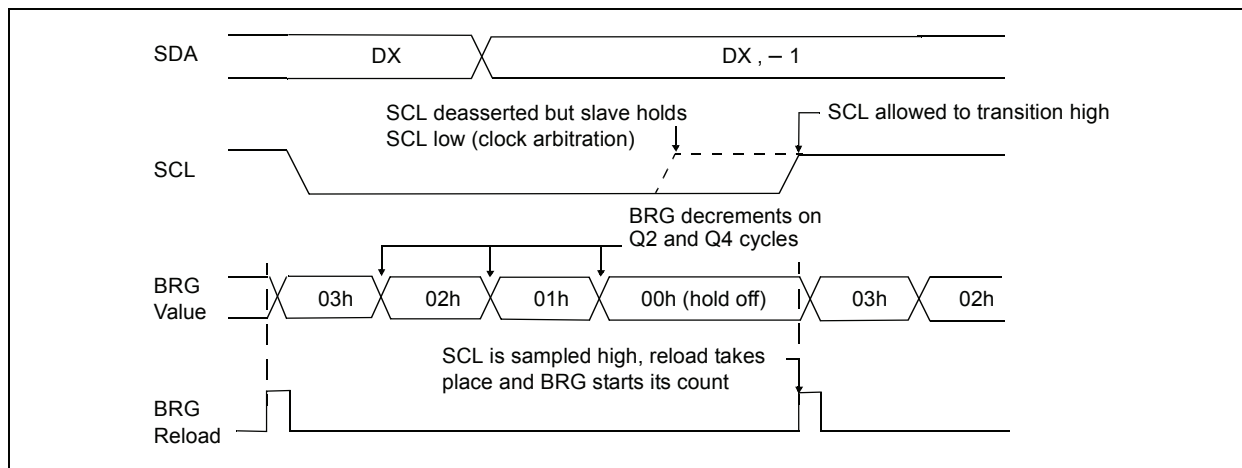 SDA
DX
DX , – 1
SCL deasserted but slave holds
SCL low (clock arbitration)
SCL allowed to transition high
SCL
BRG decrements on
Q2 and Q4 cycles
BRG
Value
03h
02h
01h
00h (hold off)
03h
02h
SCL is sampled high, reload takes
place and BRG starts its count
BRG
Reload